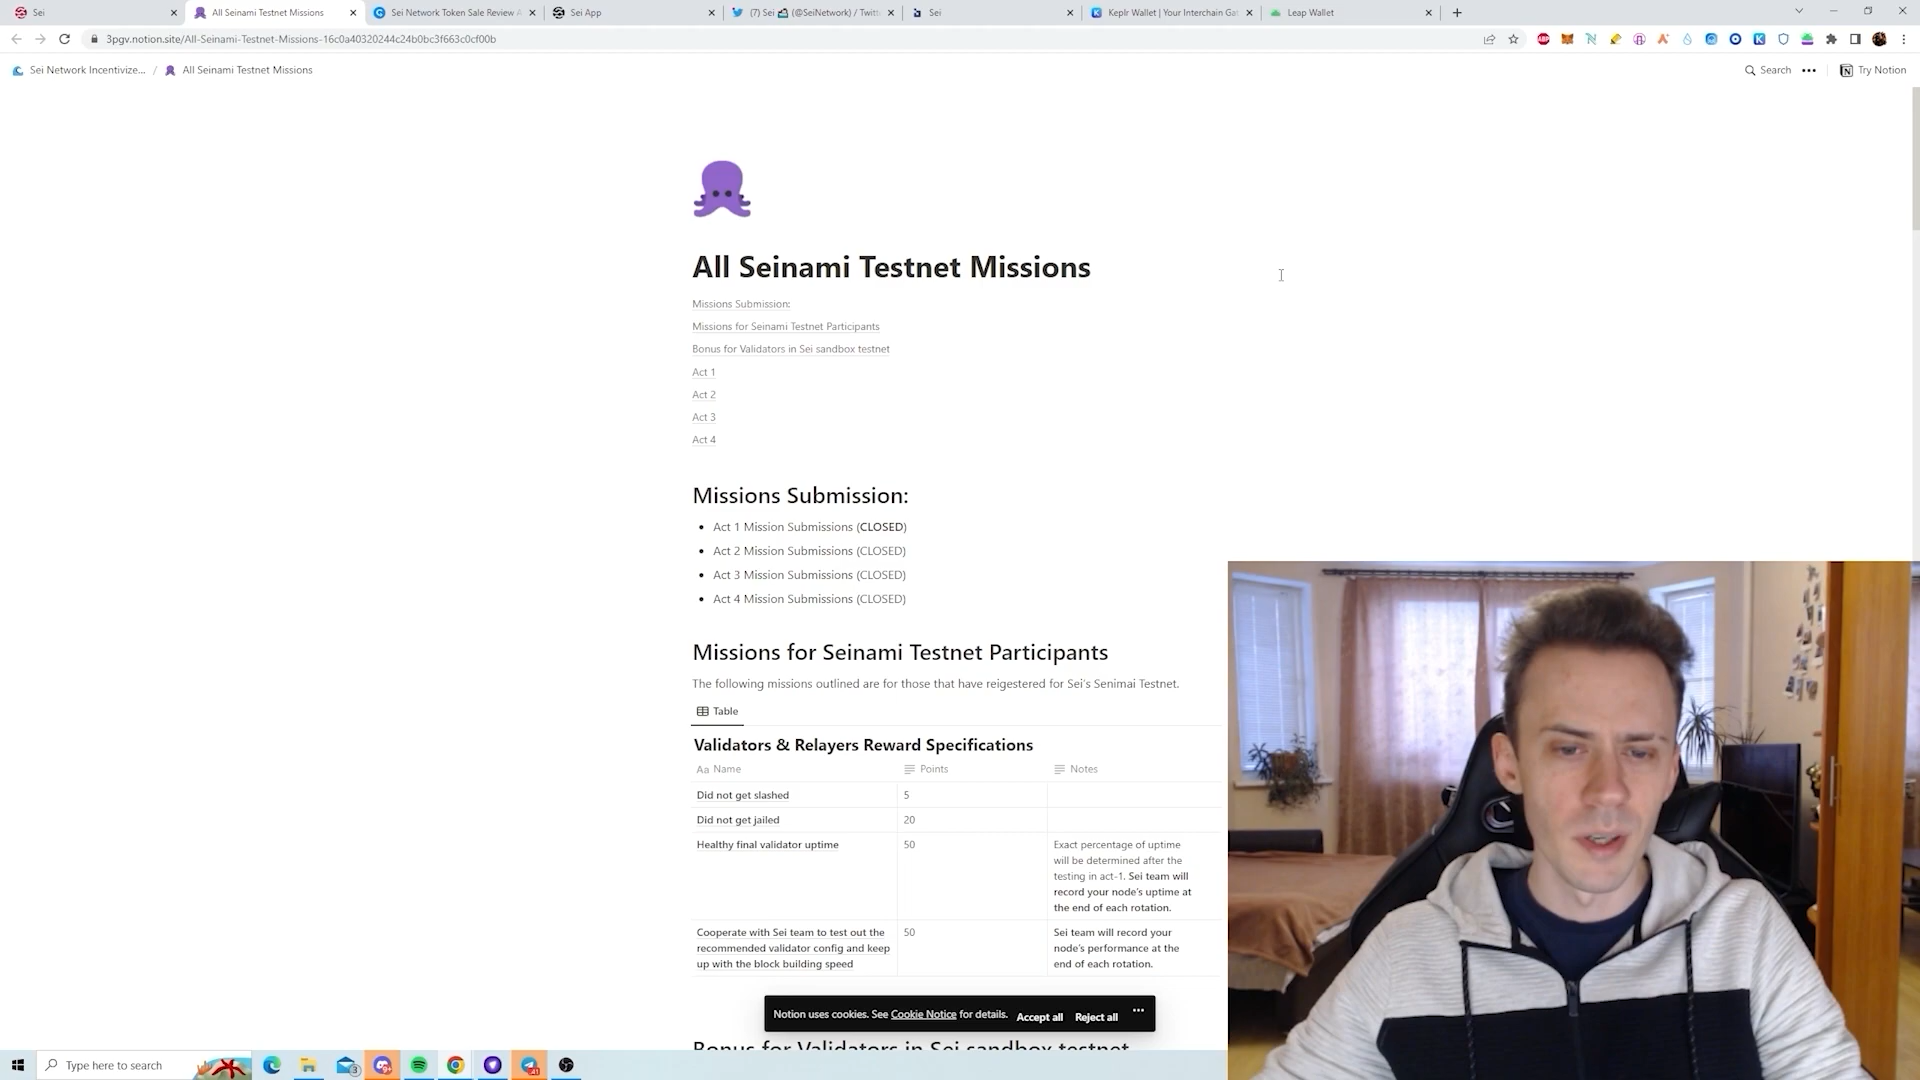 Sei
All Seinami Testnet Missions
Sei Network Token Sale Review A
Sei App
(7) Sei (@SeiNetwork) / Twitt
Sei
Keplr Wallet | Your Interchain Gat
Leap Wallet
3pgv.notion.site/All-Seinami-Testnet-Missions-16c0a40320244c24b0bc3f663c0cf00b
Sei Network Incentivize... / All Seinami Testnet Missions
Search
Try Notion
All Seinami Testnet Missions
Missions Submission:
Missions for Seinami Testnet Participants
Bonus for Validators in Sei sandbox testnet
Act 1
Act 2
Act 3
Act 4
Missions Submission:
• Act 1 Mission Submissions (CLOSED)
• Act 2 Mission Submissions (CLOSED)
• Act 3 Mission Submissions (CLOSED)
• Act 4 Mission Submissions (CLOSED)
Missions for Seinami Testnet Participants
The following missions outlined are for those that have reigestered for Sei's Senimai Testnet.
Table
Validators & Relayers Reward Specifications
Aa Name
Points
Notes
Did not get slashed
5
Did not get jailed
20
Healthy final validator uptime
50
Exact percentage of uptime
will be determined after the
testing in act-1. Sei team will
record your node's uptime at
the end of each rotation.
Cooperate with Sei team to test out the
recommended validator config and keep
up with the block building speed
50
Sei team will record your
node's performance at the
end of each rotation.
Notion uses cookies. See Cookie Notice for details.
Accept all
Reject all
Bonus for Validators in Sei sandbox testnet
Type here to search